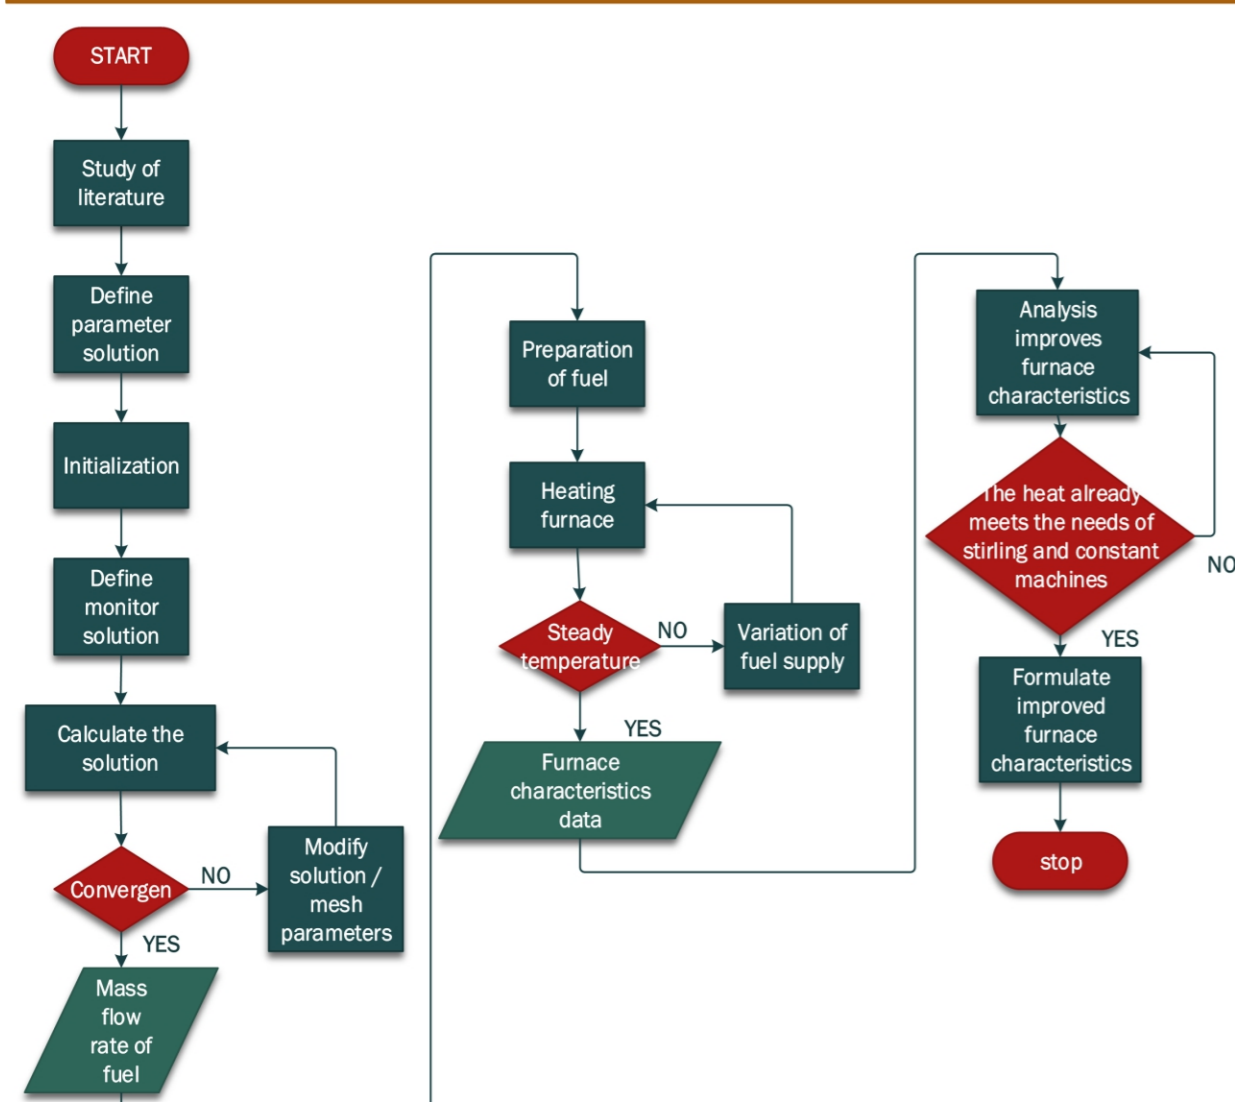 START
Study of
literature
Define
parameter
solution
Initialization
Define
monitor
solution
Calculate the
solution
Convergen
NO
Modify
solution /
mesh
parameters
YES
Mass
flow
rate of
fuel
Preparation
of fuel
Heating
furnace
Steady
temperature
NO
Variation of
fuel supply
YES
Furnace
characteristics
data
Analysis
improves
furnace
characteristics
The heat already
meets the needs of
stirling and constant
machines
NO
YES
Formulate
improved
furnace
characteristics
stop